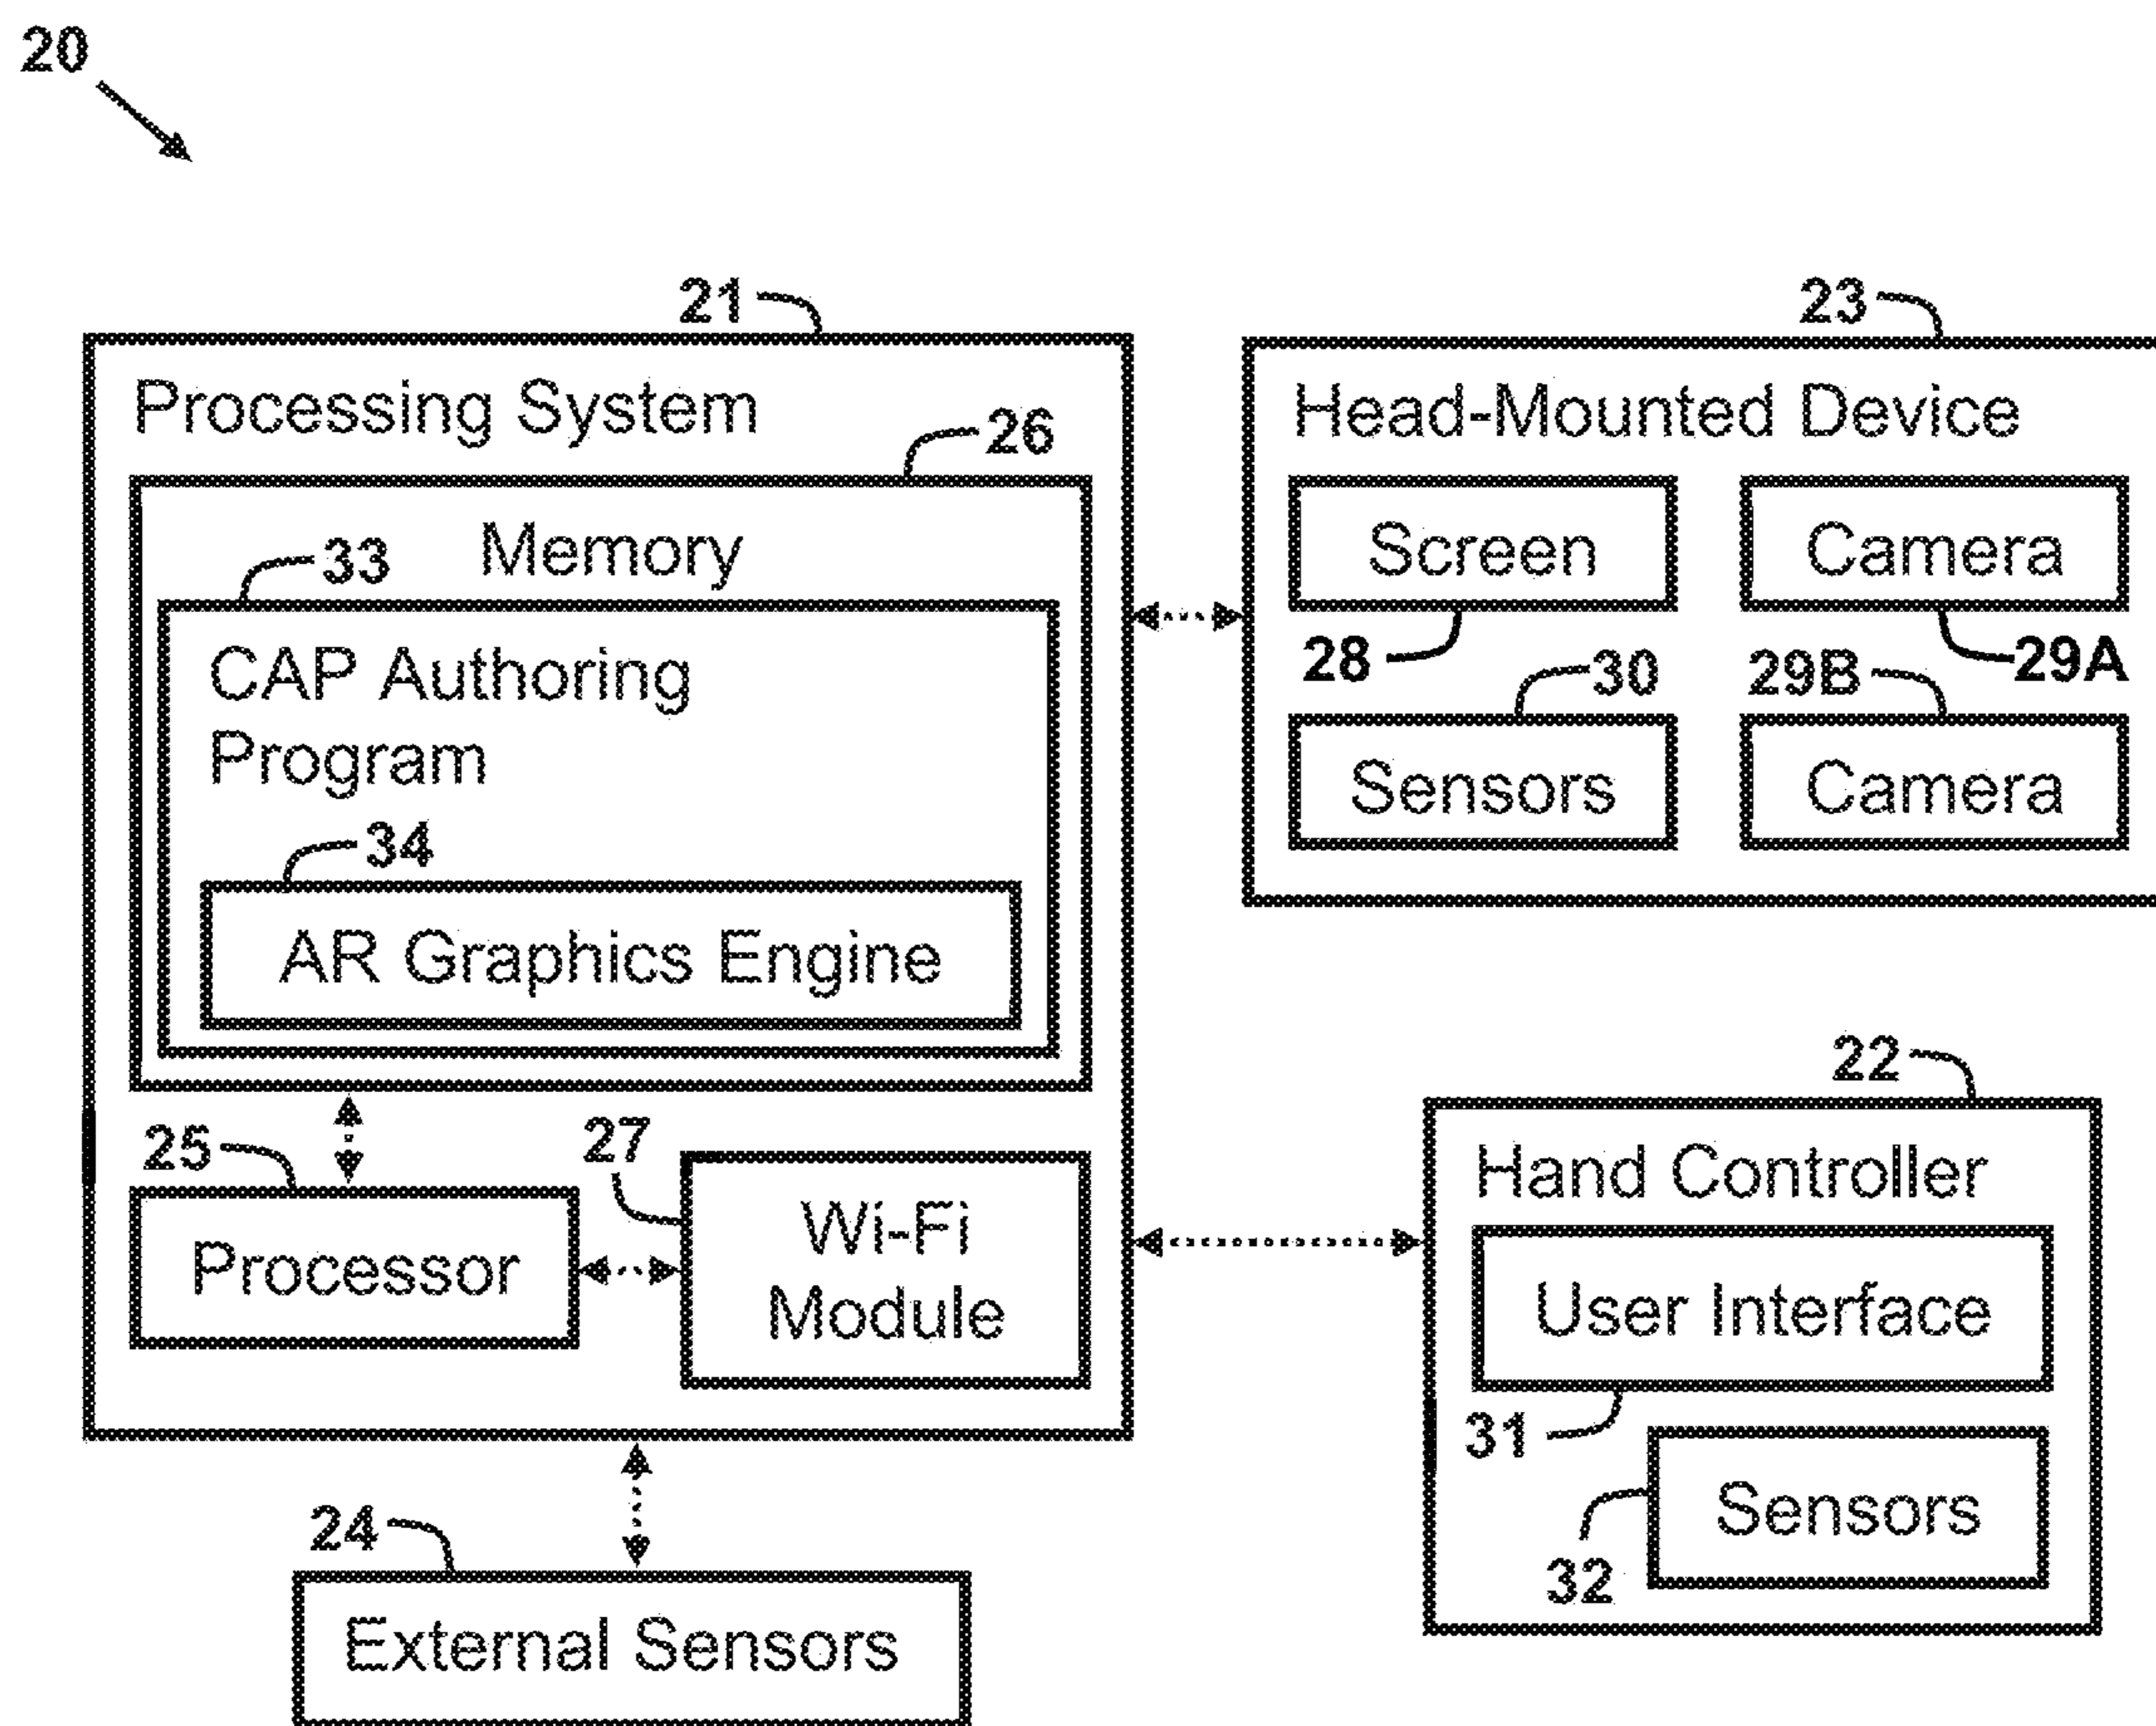 20
21
Processing System
26
Memory
33
CAP Authoring
Program
34
AR Graphics Engine
25
Processor
27
Wi-Fi
Module
24
External Sensors
23
Head-Mounted Device
Screen
Camera
28
29A
30
29B
Sensors
Camera
22
Hand Controller
User Interface
31
Sensors
32